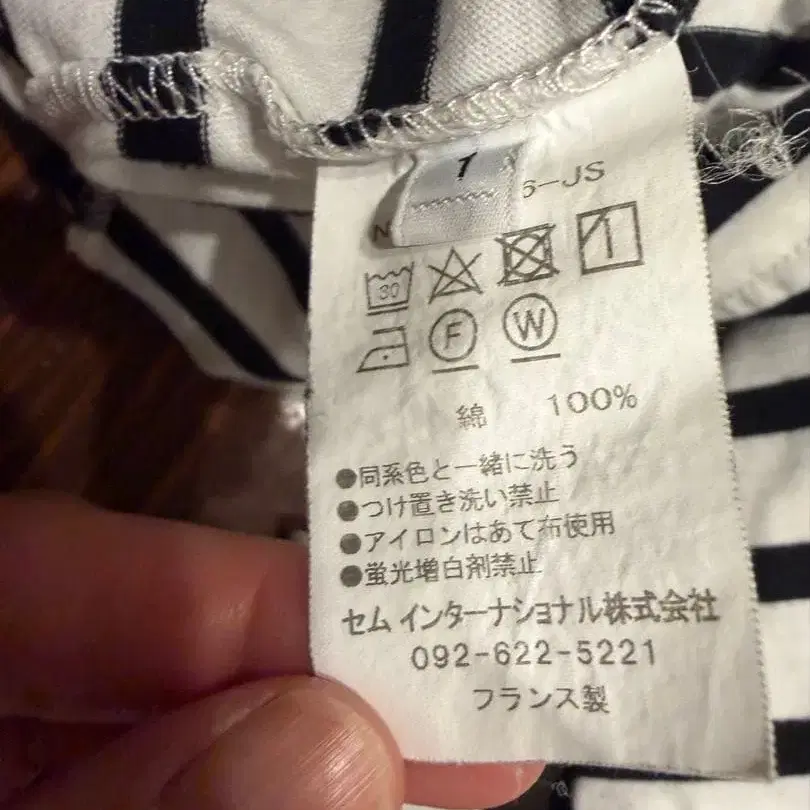 1
6-JS
30
F W
綿 100%
●同系色と一緒に洗う
●つけ置き洗い禁止
●アイロンはあて布使用
●蛍光増白剤禁止
セム インターナショナル株式会社
092-622-5221
フランス製